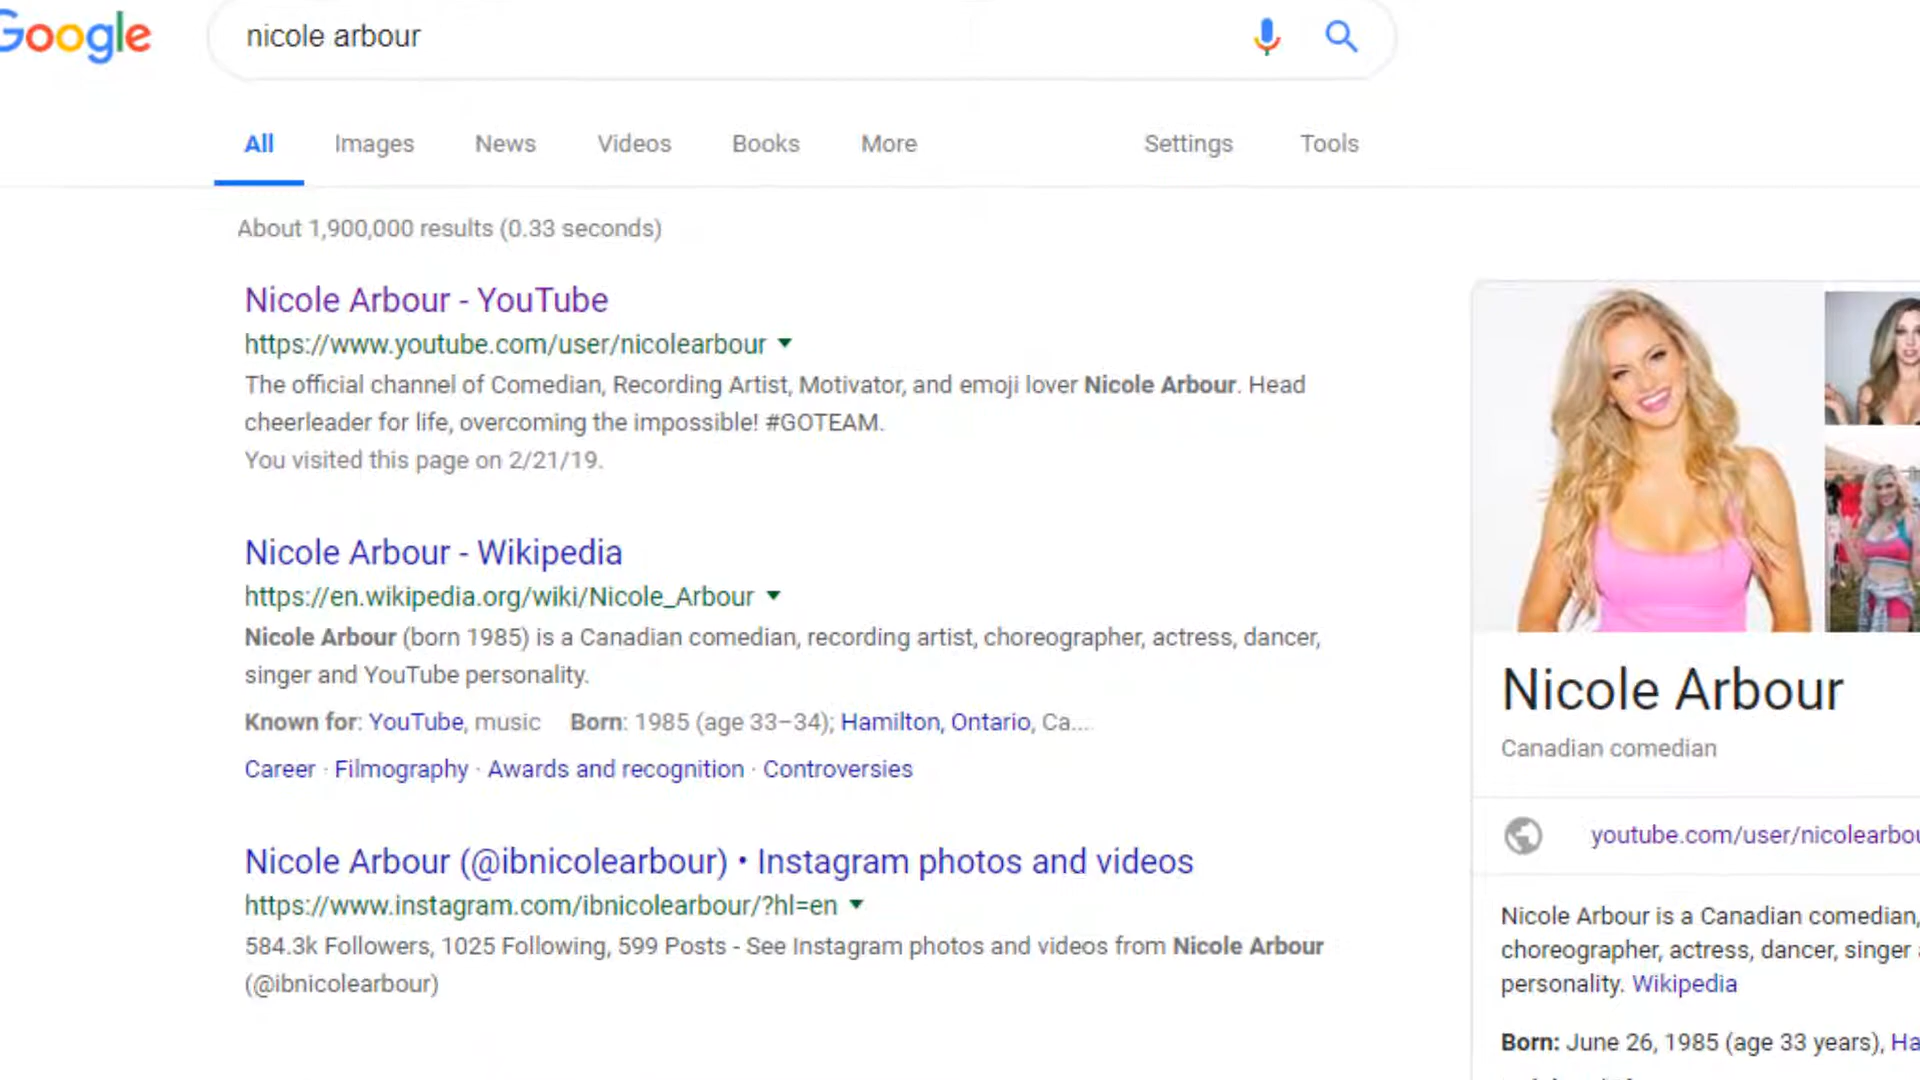 Google
nicole arbour
All Images News Videos Books More Settings Tools
About 1,900,000 results (0.33 seconds)
Nicole Arbour - YouTube
https://www.youtube.com/user/nicolearbour
The official channel of Comedian, Recording Artist, Motivator, and emoji lover Nicole Arbour. Head
cheerleader for life, overcoming the impossible! #GOTEAM.
You visited this page on 2/21/19.
Nicole Arbour - Wikipedia
https://en.wikipedia.org/wiki/Nicole_Arbour
Nicole Arbour (born 1985) is a Canadian comedian, recording artist, choreographer, actress, dancer,
singer and YouTube personality.
Known for: YouTube, music Born: 1985 (age 33–34); Hamilton, Ontario, Ca...
Career · Filmography · Awards and recognition · Controversies
Nicole Arbour (@ibnicolearbour) • Instagram photos and videos
https://www.instagram.com/ibnicolearbour/?hl=en
584.3k Followers, 1025 Following, 599 Posts - See Instagram photos and videos from Nicole Arbour
(@ibnicolearbour)
Nicole Arbour
Canadian comedian
youtube.com/user/nicolearbou
Nicole Arbour is a Canadian comedian,
choreographer, actress, dancer, singer
personality. Wikipedia
Born: June 26, 1985 (age 33 years), Ha